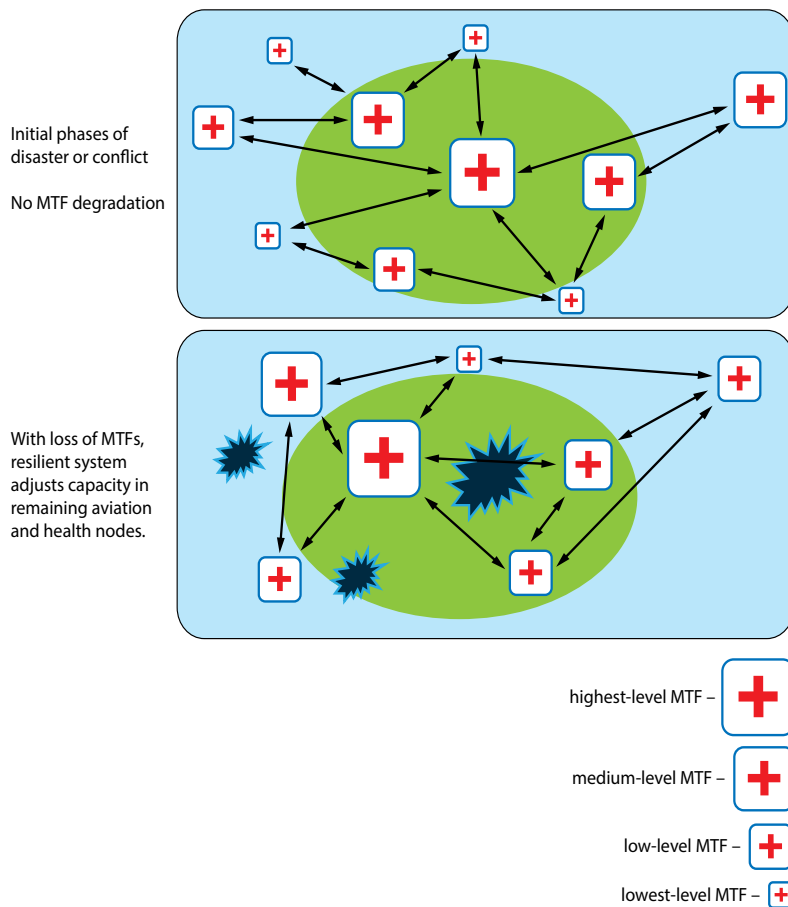 Initial phases of
disaster or conflict
No MTF degradation
With loss of MTFs,
resilient system
adjusts capacity in
remaining aviation
and health nodes.
highest-level MTF –
medium-level MTF –
low-level MTF –
lowest-level MTF –